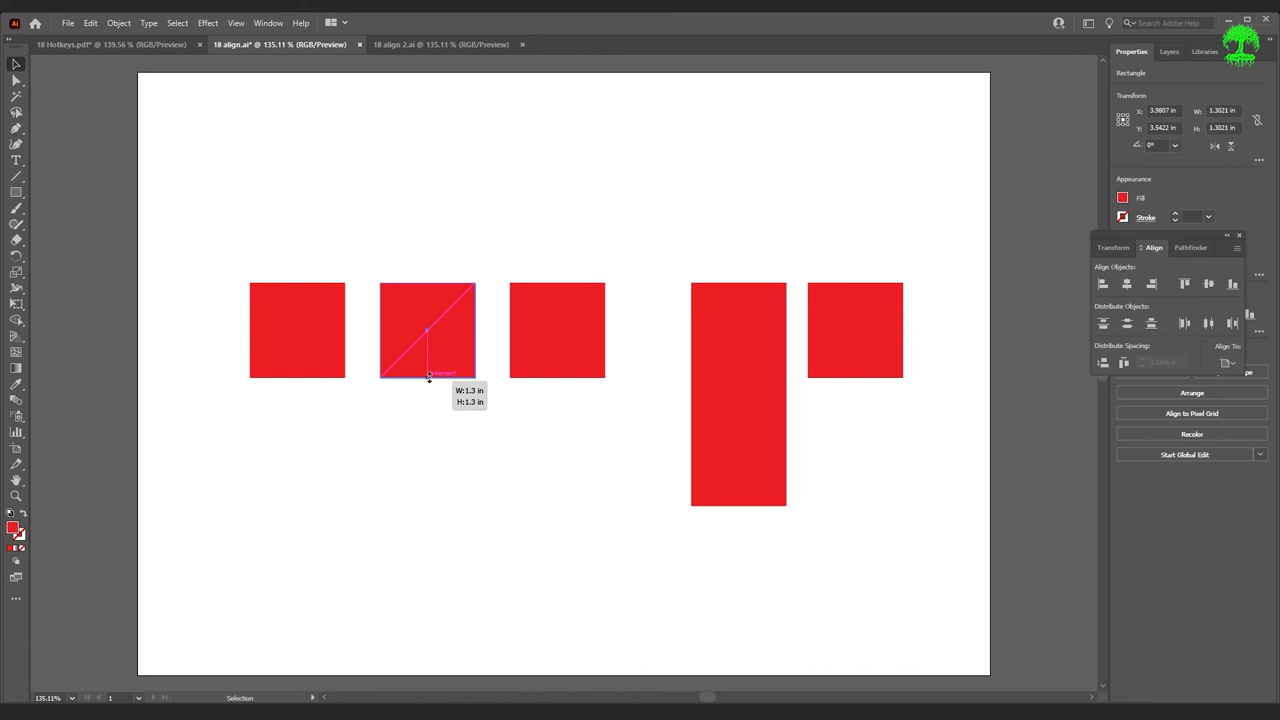 File Edit Object Type Select Effect View Window Help
Search Adobe Help
18 Hotkeys.pdf* @ 139.56 % (RGB/Preview)
18 align.ai* @ 135.11 % (RGB/Preview)
18 align 2.ai @ 135.11 % (RGB/Preview)
Properties Layers Libraries
Rectangle
Transform
X: 3.9807 in W: 1.3021 in
Y: 3.5422 in H: 1.3021 in
0°
Appearance
Fill
Stroke
Transform Align Pathfinder
Align Objects:
Distribute Objects:
Distribute Spacing: Align To:
Arrange
Align to Pixel Grid
Recolor
Start Global Edit
W:1.3 in
H:1.3 in
135.11% 1 Selection